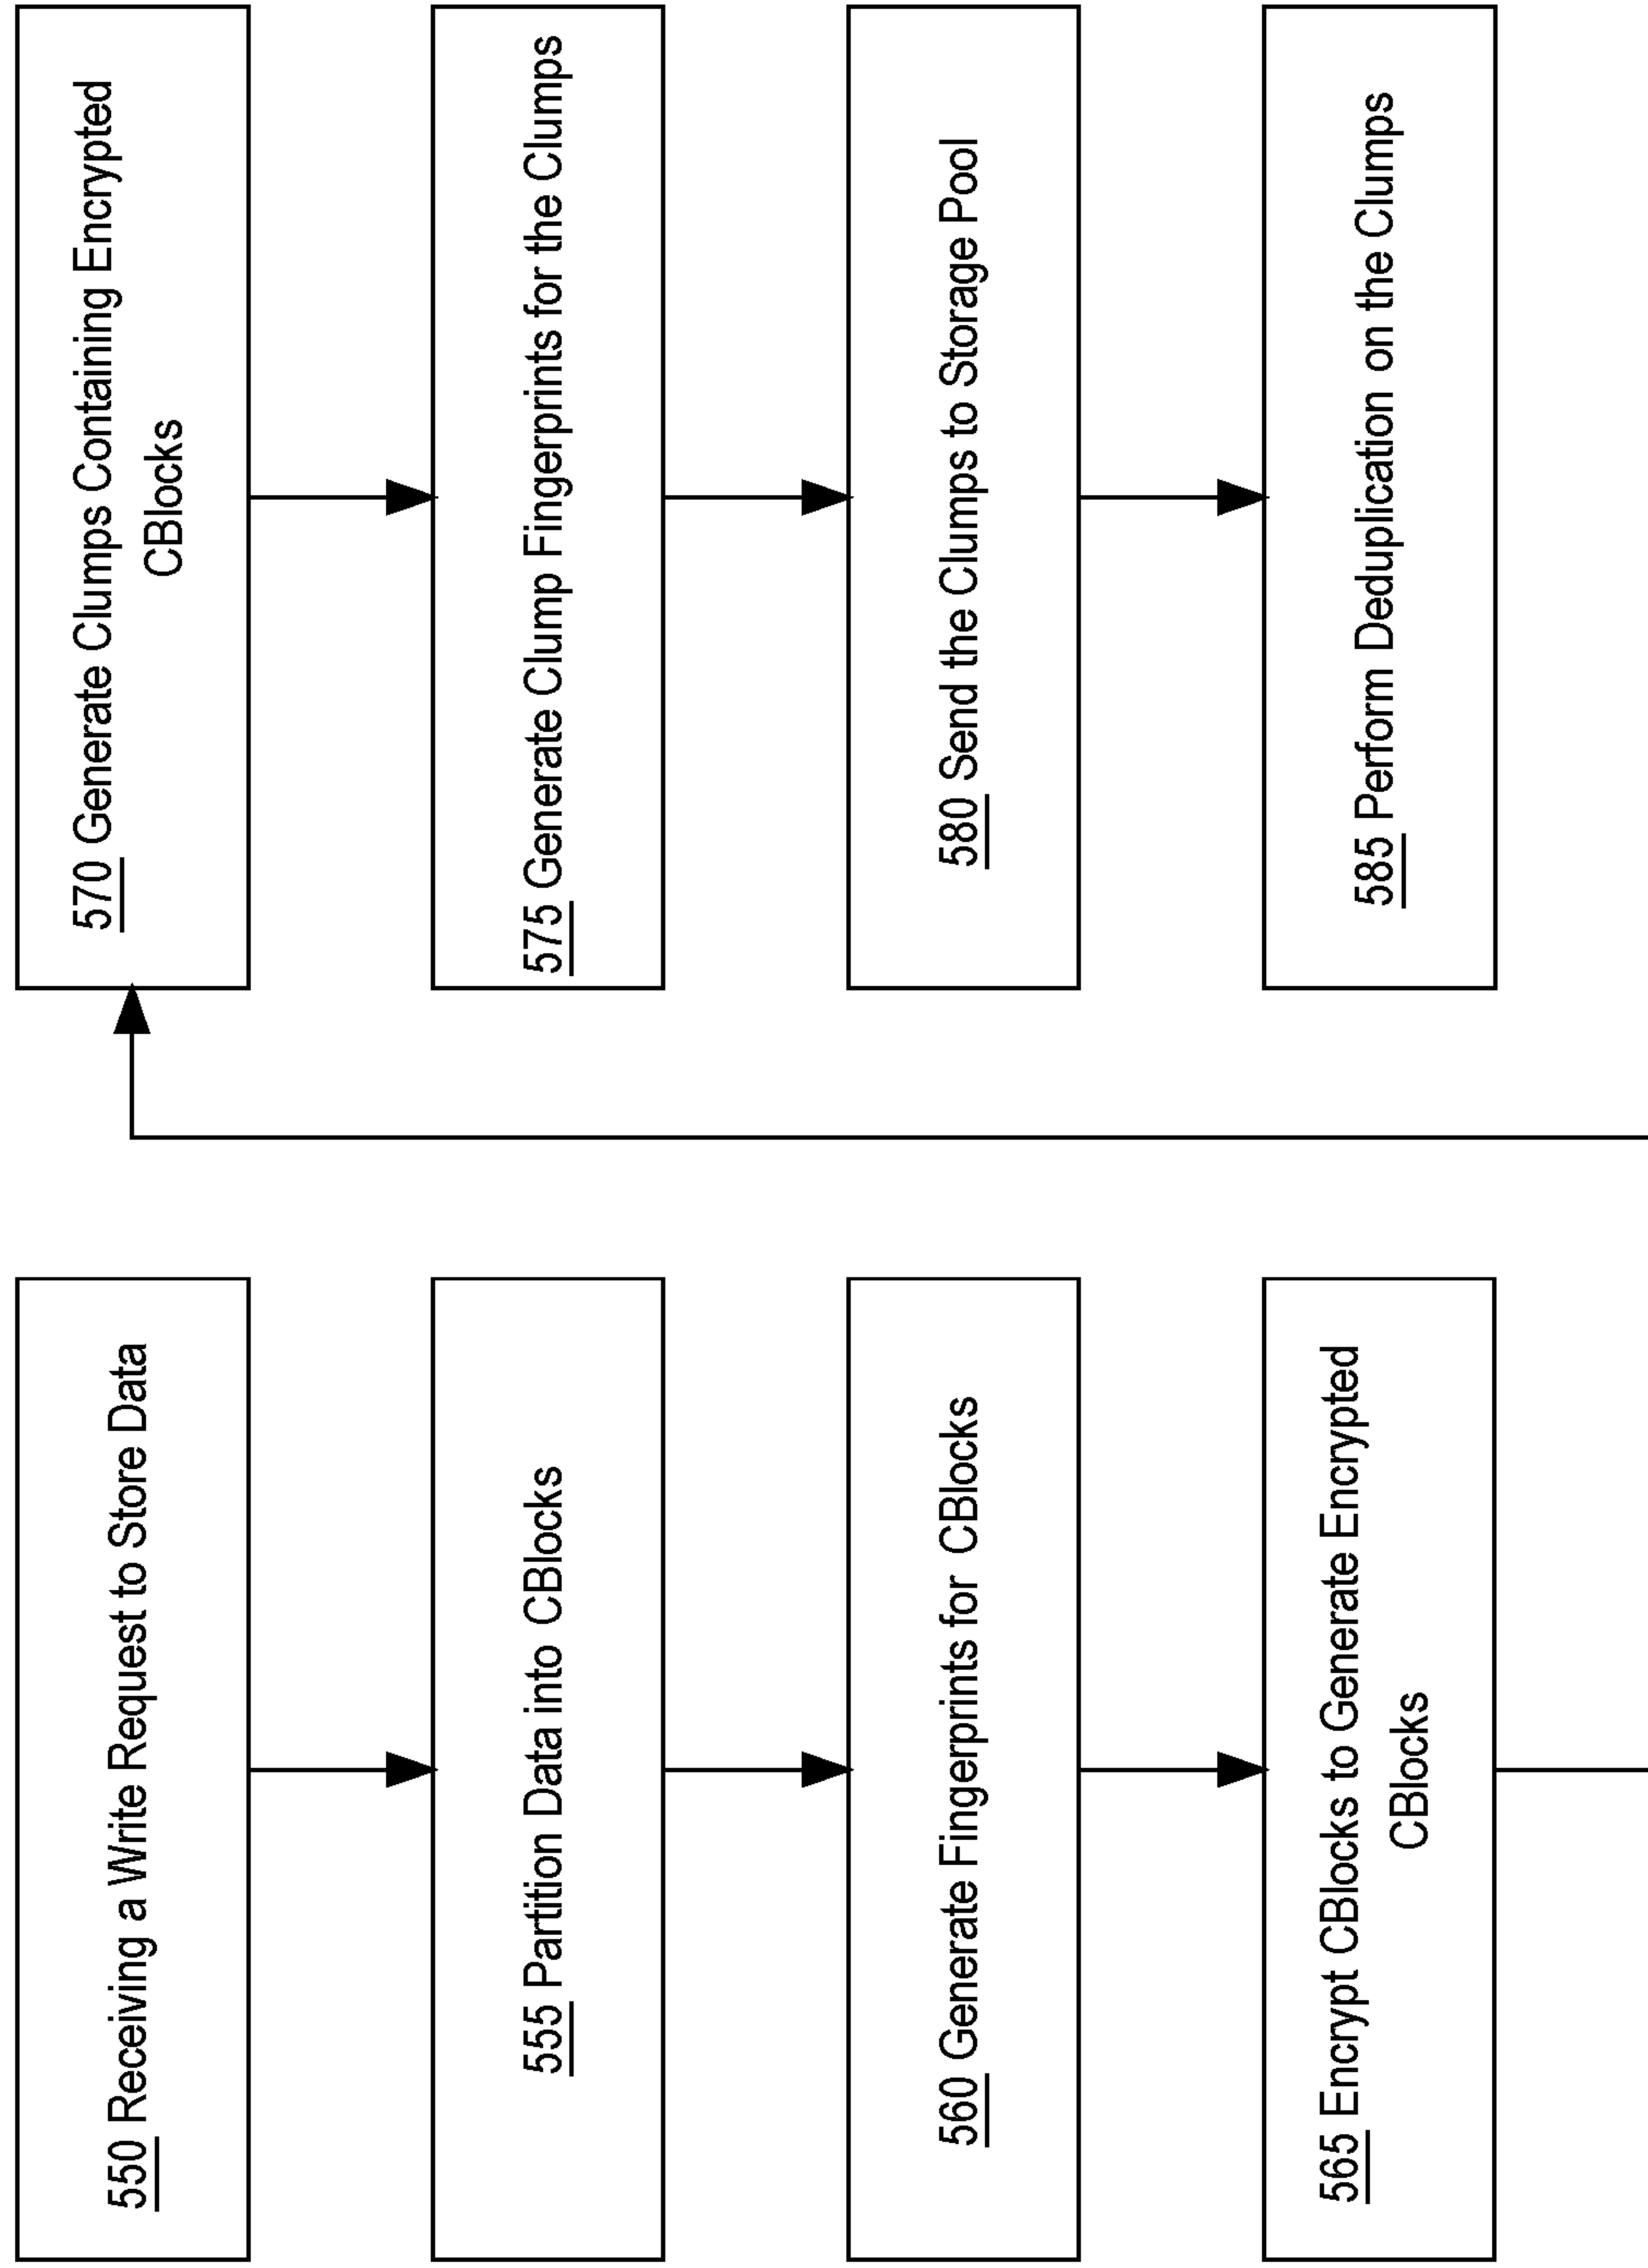 550 Receiving a Write Request to Store Data
555 Partition Data into CBlocks
560 Generate Fingerprints for CBlocks
565 Encrypt CBlocks to Generate Encrypted
CBlocks
570 Generate Clumps Containing Encrypted
CBlocks
575 Generate Clump Fingerprints for the Clumps
580 Send the Clumps to Storage Pool
585 Perform Deduplication on the Clumps